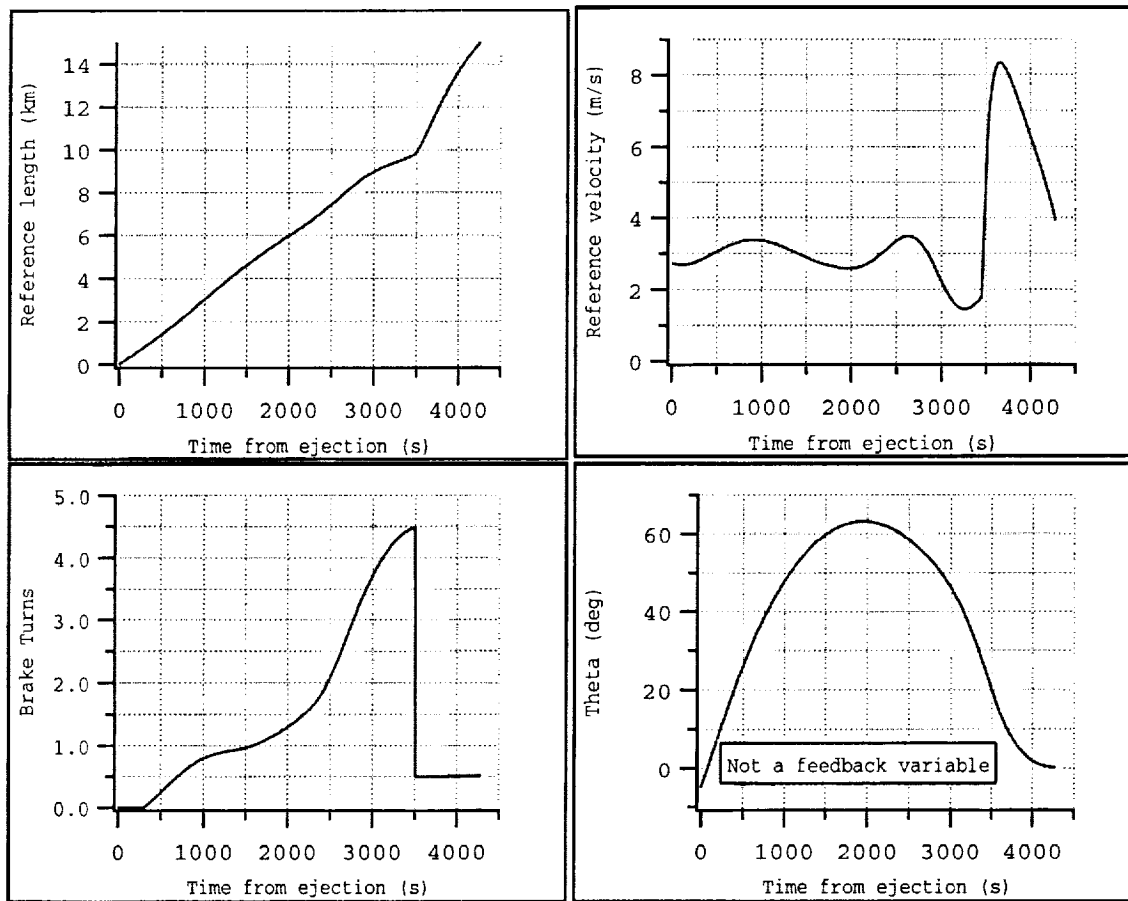 Reference length (km)
14
12
10
8
6
4
2
0
0 1000 2000 3000 4000
Time from ejection (s)
Reference velocity (m/s)
8
6
4
2
0
0 1000 2000 3000 4000
Time from ejection (s)
Brake Turns
5.0
4.0
3.0
2.0
1.0
0.0
0 1000 2000 3000 4000
Time from ejection (s)
Theta (deg)
60
40
20
0
Not a feedback variable
0 1000 2000 3000 4000
Time from ejection (s)